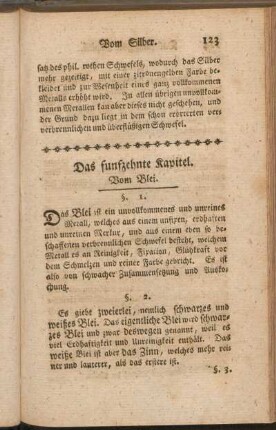 Vom Silber. 123
satz des phil. rothen Schwefels, wodurch das Silber
mehr gezeitigt, mit einer zitronengelben Farbe be-
kleidet und zur Wesenheit eines ganz vollkommenen
Metalls erhöht wird. In allen übrigen unvollkom-
menen Metallen kan aber dieses nicht geschehen, und
der Grund dazu liegt in dem schon erörterten ver-
verbrennlichen und überflüßigen Schwefel.
Das funfzehnte Kapitel.
Vom Blei.
§. 1.
Das Blei ist ein unvollkommenes und unreines
Metall, welches aus einem unfixen, erdhaften
und unreinen Merkur, und aus einem even so be-
schaffenen verbrennlichen Schwefel besteht, welchem
Metall es an Reinigkeit, Fixation, Glühkraft vor
dem Schmelzen und reiner Farbe gebricht. Es ist
also von schwacher Zusammensetzung und Ausko-
chung.
§. 2.
Es giebt zweierlei, nemlich schwarzes und
weißes Blei. Das eigentliche Blei wird schwar-
zes Blei und zwar deswegen genannt, weil es
viel Erdhaftigkeit und Unreinigkeit enthält. Das
weiße Blei ist aber das Zinn, welches mehr rei-
ner und lauterer, als das erstere ist.
§. 3.